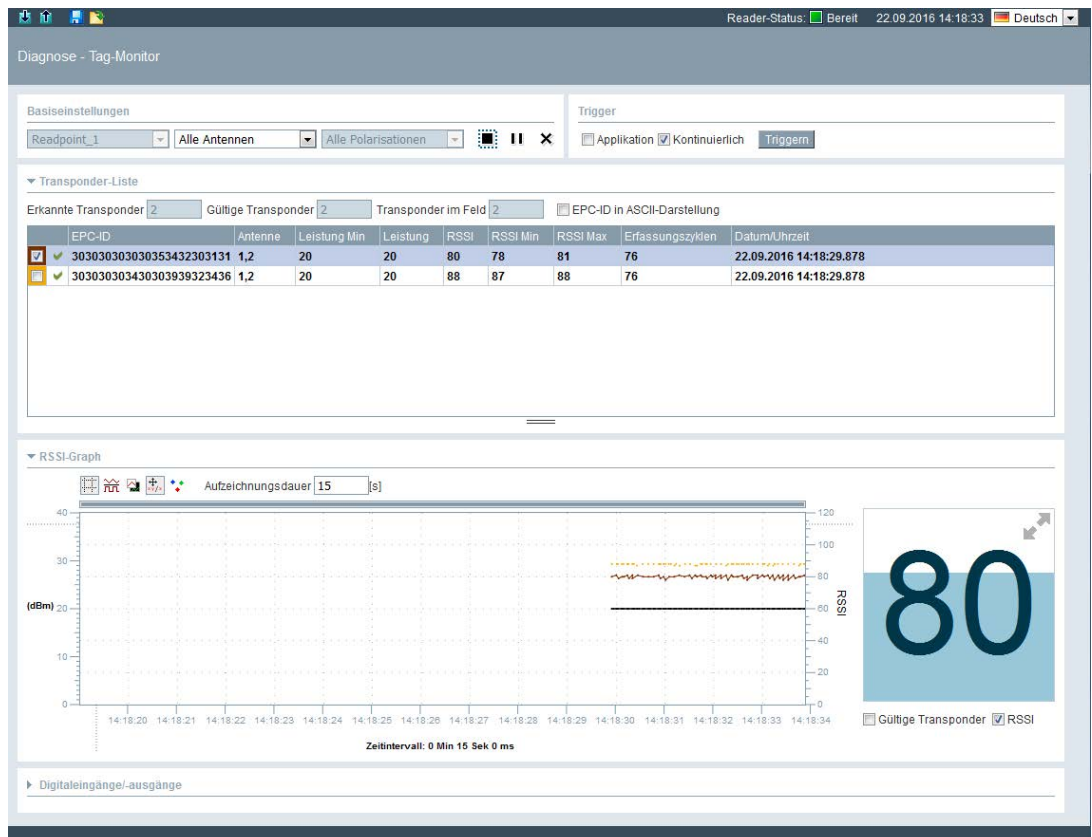 Reader-Status: Bereit 22.09.2016 14:18:33 Deutsch
Diagnose - Tag-Monitor
Basiseinstellungen
Readpoint_1 Alle Antennen Alle Polarisationen
Trigger
Applikation Kontinuierlich Triggern
Transponder-Liste
Erkannte Transponder 2 Gültige Transponder 2 Transponder im Feld 2 EPC-ID in ASCII-Darstellung
EPC-ID Antenne Leistung Min Leistung RSSI RSSI Min RSSI Max Erfassungszyklen Datum/Uhrzeit
303030303030353432303131 1,2 20 20 80 78 81 76 22.09.2016 14:18:29.878
303030303430303939323436 1,2 20 20 88 87 88 76 22.09.2016 14:18:29.878
RSSI-Graph
Aufzeichnungsdauer 15 [s]
40
30
(dBm) 20
10
0
120
100
80
60
40
20
0
RSSI
14:18:20 14:18:21 14:18:22 14:18:23 14:18:24 14:18:25 14:18:26 14:18:27 14:18:28 14:18:29 14:18:30 14:18:31 14:18:32 14:18:33 14:18:34
Zeitintervall: 0 Min 15 Sek 0 ms
80
Gültige Transponder RSSI
Digitaleingänge/-ausgänge